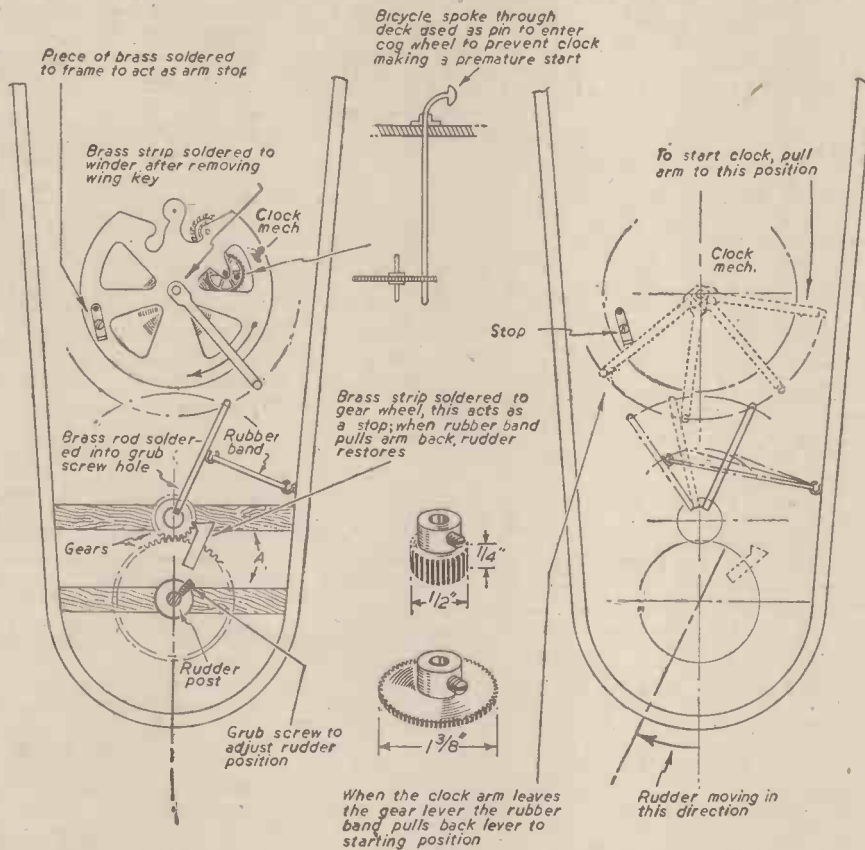 Bicycle spoke through
deck used as pin to enter
cog wheel to prevent clock
making a premature start
Piece of brass soldered
to frame to act as arm stop
Brass strip soldered to
winder after removing
wing key
Clock
mech
To start clock, pull
arm to this position
Clock
mech.
Stop
Brass strip soldered to
gear wheel, this acts as
a stop; when rubber band
pulls arm back, rudder
restores
Brass rod solder-
ed into grub
screw hole
Rubber
band
Gears
A
1/4"
1/2"
Rudder
post
Grub screw to
adjust rudder
position
1 3/8"
When the clock arm leaves
the gear lever the rubber
band pulls back lever to
starting position
Rudder moving in
this direction